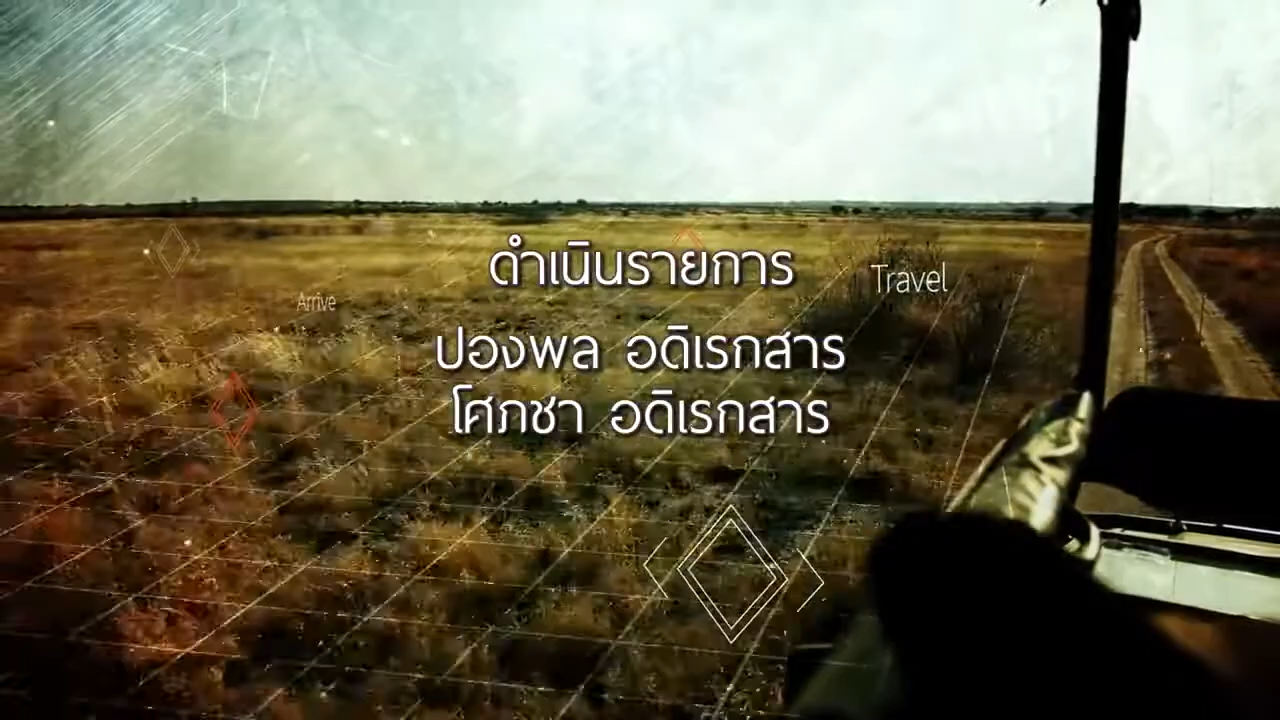 ดำเนินรายการ
Travel
Arrive
ปองพล อดิเรกสาร
โศภชา อดิเรกสาร